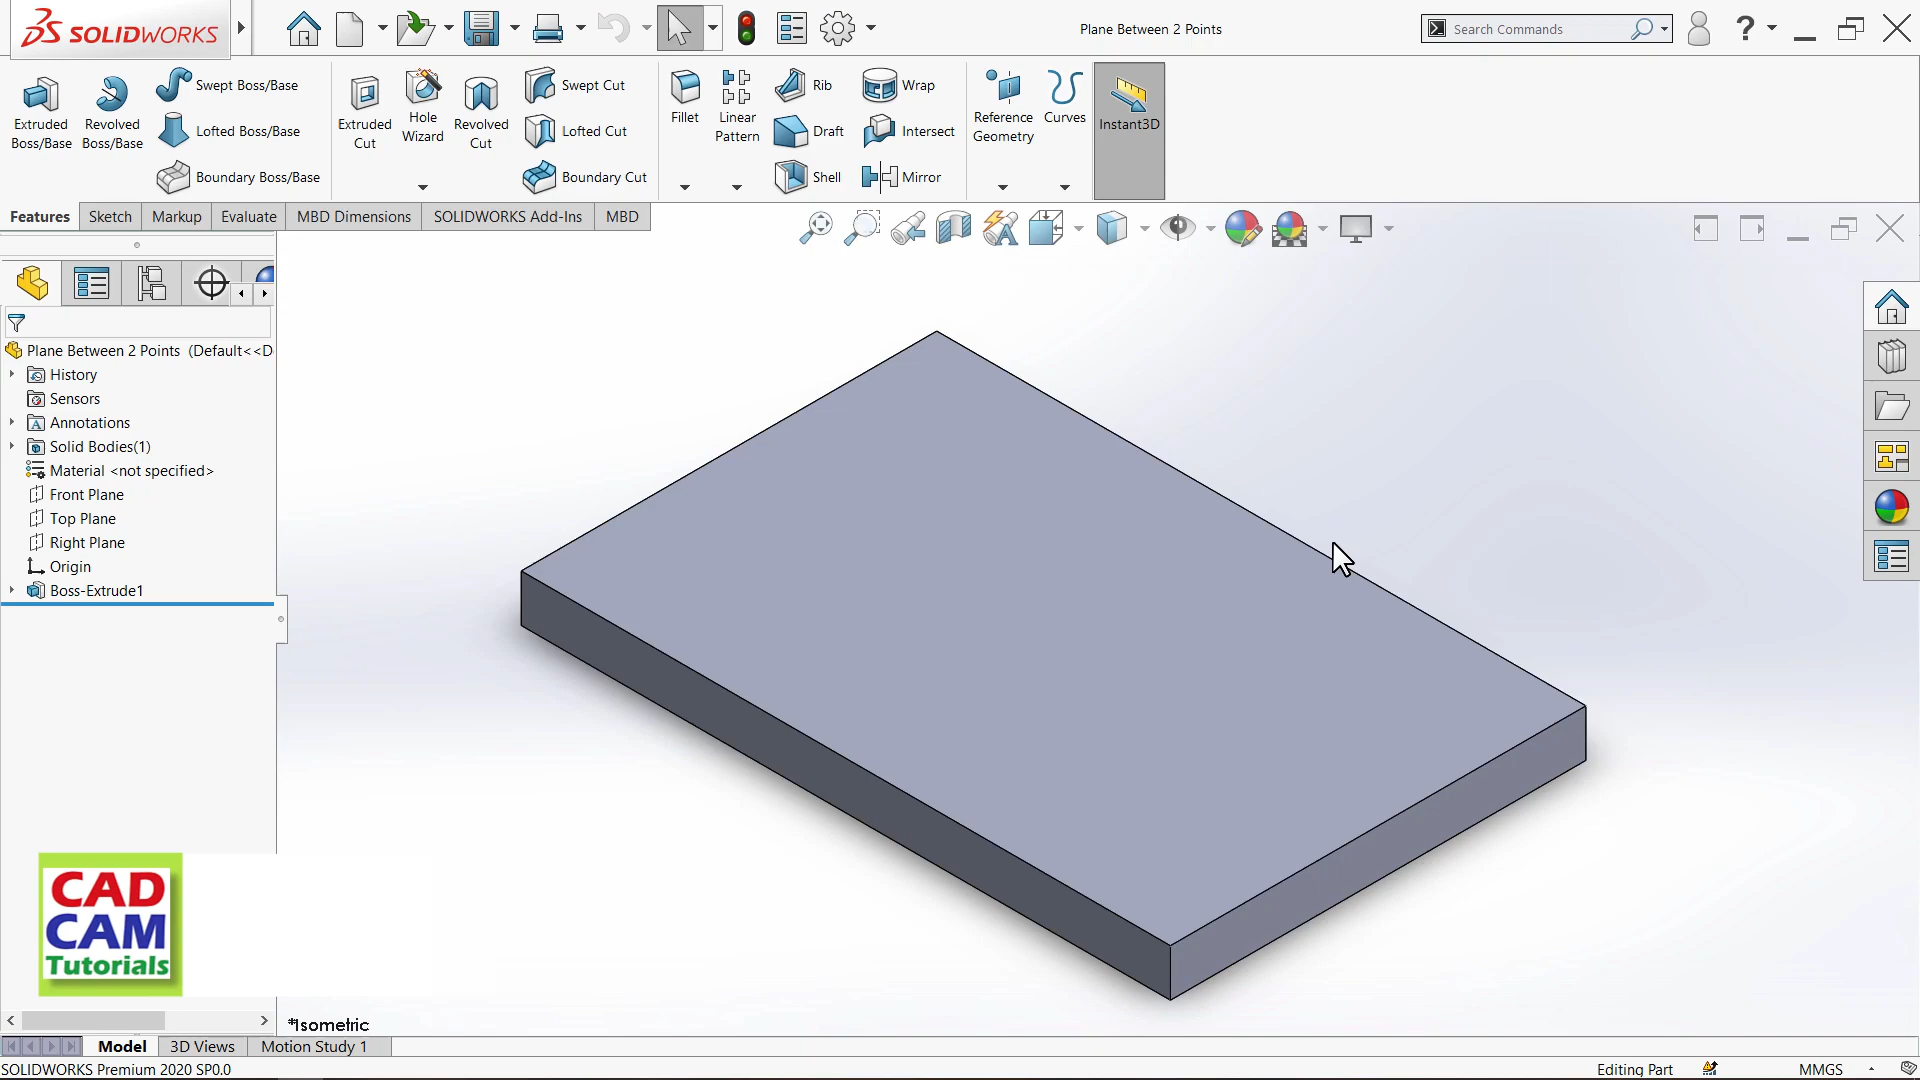 SOLIDWORKS
Plane Between 2 Points
Search Commands
?
Extruded
Boss/Base
Revolved
Boss/Base
Swept Boss/Base
Lofted Boss/Base
Boundary Boss/Base
Extruded
Cut
Hole
Wizard
Revolved
Cut
Swept Cut
Lofted Cut
Boundary Cut
Fillet
Linear
Pattern
Rib
Draft
Shell
Wrap
Intersect
Mirror
Reference
Geometry
Curves
Instant3D
Features
Sketch
Markup
Evaluate
MBD Dimensions
SOLIDWORKS Add-Ins
MBD
Plane Between 2 Points (Default<<D
History
Sensors
Annotations
Solid Bodies(1)
Material <not specified>
Front Plane
Top Plane
Right Plane
Origin
Boss-Extrude1
CAD
CAM
Tutorials
*Isometric
Model
3D Views
Motion Study 1
SOLIDWORKS Premium 2020 SP0.0
Editing Part
MMGS